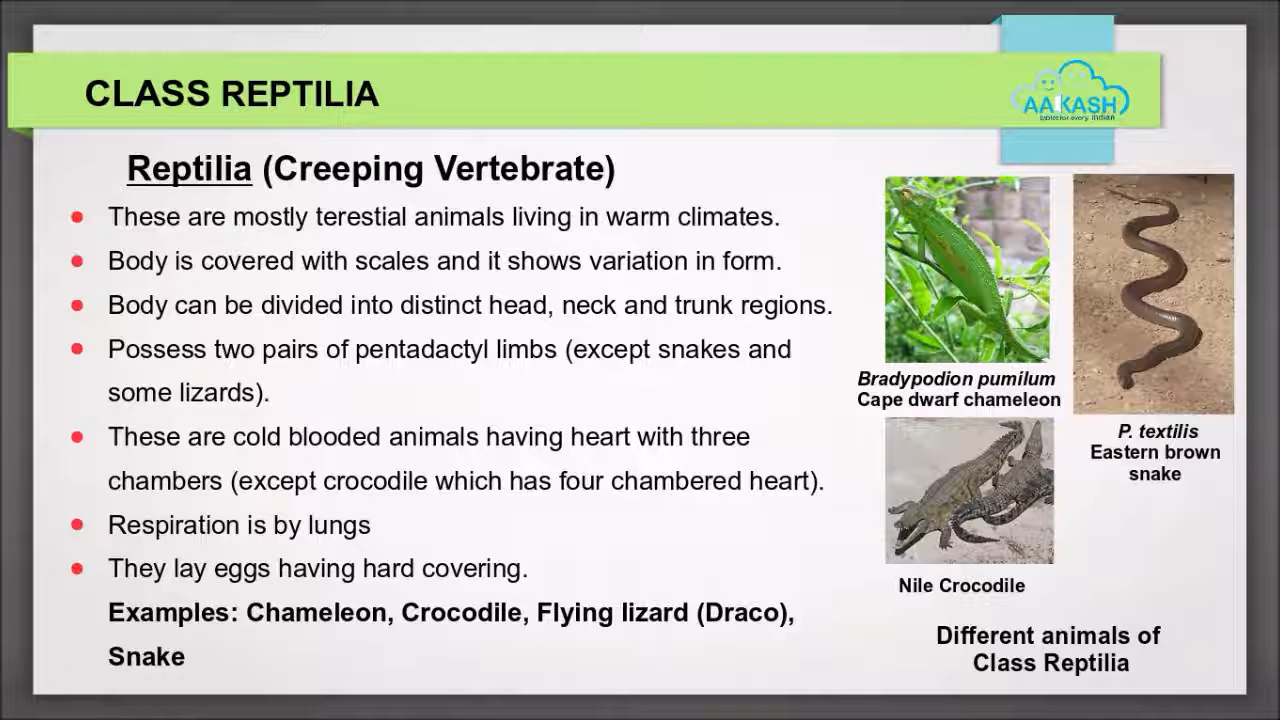 CLASS REPTILIA
AAKASH
tablet for every indian
Reptilia (Creeping Vertebrate)
These are mostly terestial animals living in warm climates.
Body is covered with scales and it shows variation in form.
Body can be divided into distinct head, neck and trunk regions.
Possess two pairs of pentadactyl limbs (except snakes and
some lizards).
These are cold blooded animals having heart with three
chambers (except crocodile which has four chambered heart).
Respiration is by lungs
They lay eggs having hard covering.
Examples: Chameleon, Crocodile, Flying lizard (Draco),
Snake
Bradypodion pumilum
Cape dwarf chameleon
P. textilis
Eastern brown
snake
Nile Crocodile
Different animals of
Class Reptilia